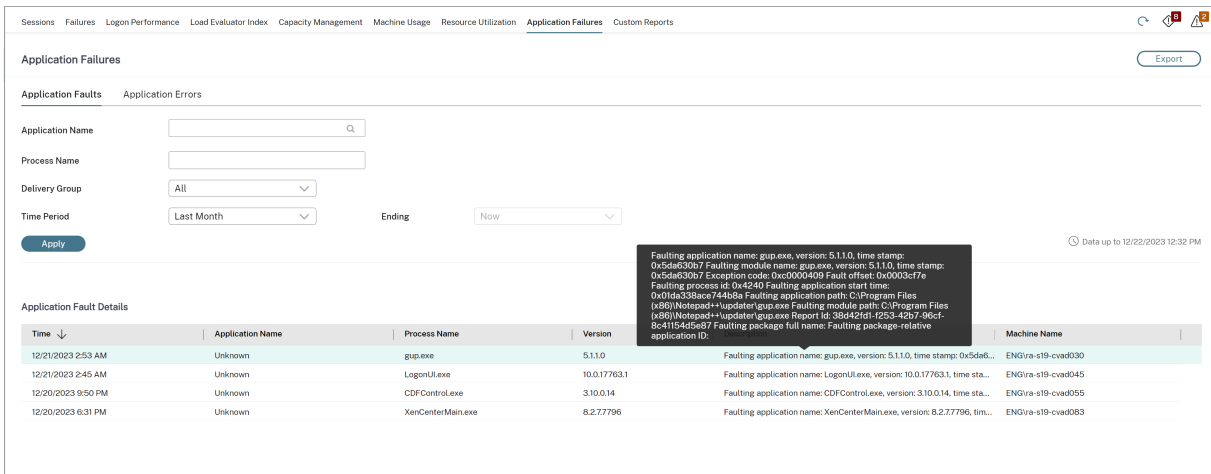 Sessions Failures Logon Performance Load Evaluator Index Capacity Management Machine Usage Resource Utilization Application Failures Custom Reports 8 2
Application Failures Export
Application Faults Application Errors
Application Name
Process Name
Delivery Group All
Time Period Last Month Ending Now
Apply Data up to 12/22/2023 12:32 PM
Faulting application name: gup.exe, version: 5.1.1.0, time stamp:
0x5da630b7 Faulting module name: gup.exe, version: 5.1.1.0, time stamp:
0x5da630b7 Exception code: 0xc0000409 Fault offset: 0x0003cf7e
Faulting process id: 0x4240 Faulting application start time:
0x01da338ace744b8a Faulting application path: C:\Program Files
(x86)\Notepad++\updater\gup.exe Faulting module path: C:\Program Files
(x86)\Notepad++\updater\gup.exe Report Id: 38d42fd1-f253-42b7-96cf-
8c41154d5e87 Faulting package full name: Faulting package-relative
application ID:
Application Fault Details
Time Application Name Process Name Version Machine Name
12/21/2023 2:53 AM Unknown gup.exe 5.1.1.0 Faulting application name: gup.exe, version: 5.1.1.0, time stamp: 0x5da6... ENG\ra-s19-cvad030
12/21/2023 2:45 AM Unknown LogonUI.exe 10.0.17763.1 Faulting application name: LogonUI.exe, version: 10.0.17763.1, time sta... ENG\ra-s19-cvad045
12/20/2023 9:50 PM Unknown CDFControl.exe 3.10.0.14 Faulting application name: CDFControl.exe, version: 3.10.0.14, time sta... ENG\ra-s19-cvad055
12/20/2023 6:31 PM Unknown XenCenterMain.exe 8.2.7.7796 Faulting application name: XenCenterMain.exe, version: 8.2.7.7796, tim... ENG\ra-s19-cvad083